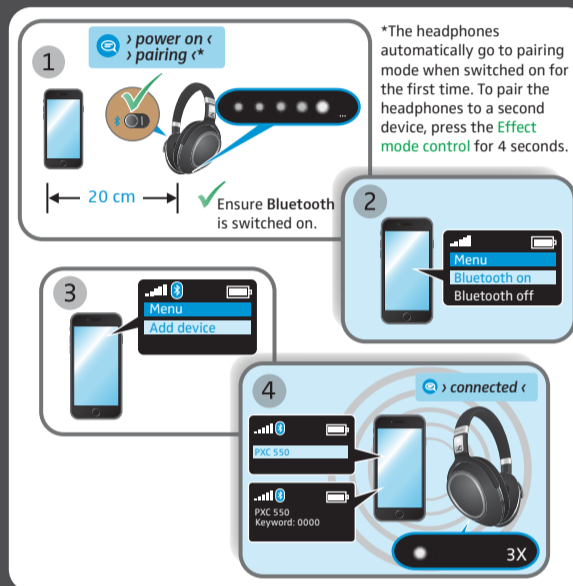 1
› power on ‹
› pairing ‹*
1
...
20 cm
Ensure Bluetooth
is switched on.
*The headphones
automatically go to pairing
mode when switched on for
the first time. To pair the
headphones to a second
device, press the Effect
mode control for 4 seconds.
2
Menu
Bluetooth on
Bluetooth off
3
Menu
Add device
4
› connected ‹
PXC 550
PXC 550
Keyword: 0000
3X